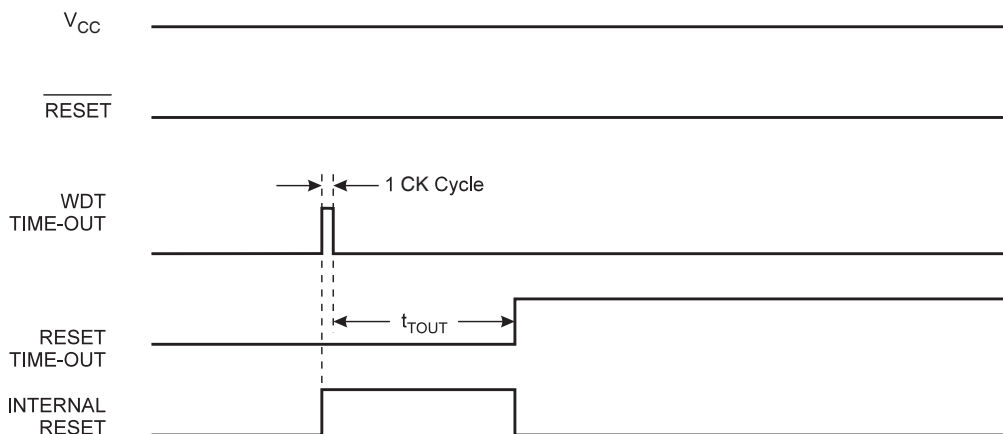 VCC
RESET
1 CK Cycle
WDT
TIME-OUT
tTOUT
RESET
TIME-OUT
INTERNAL
RESET